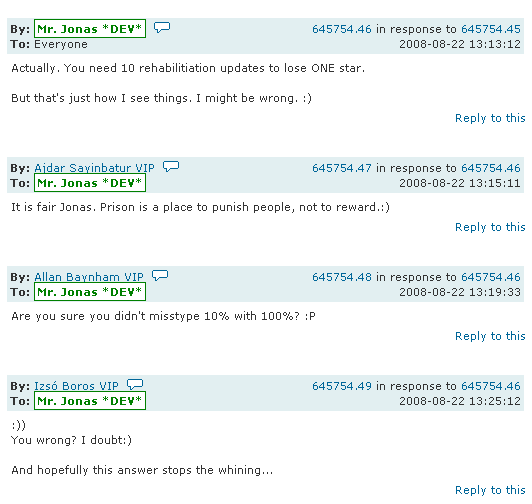 By: Mr. Jonas *DEV* 645754.46 in response to 645754.45
To: Everyone 2008-08-22 13:13:12
Actually. You need 10 rehabilitiation updates to lose ONE star.
But that's just how I see things. I might be wrong. :)
Reply to this
By: Ajdar Sayinbatur VIP 645754.47 in response to 645754.46
To: Mr. Jonas *DEV* 2008-08-22 13:15:11
It is fair Jonas. Prison is a place to punish people, not to reward.:)
Reply to this
By: Allan Baynham VIP 645754.48 in response to 645754.46
To: Mr. Jonas *DEV* 2008-08-22 13:19:33
Are you sure you didn't misstype 10% with 100%? :P
Reply to this
By: Izsó Boros VIP 645754.49 in response to 645754.46
To: Mr. Jonas *DEV* 2008-08-22 13:25:12
:))
You wrong? I doubt:)
And hopefully this answer stops the whining...
Reply to this